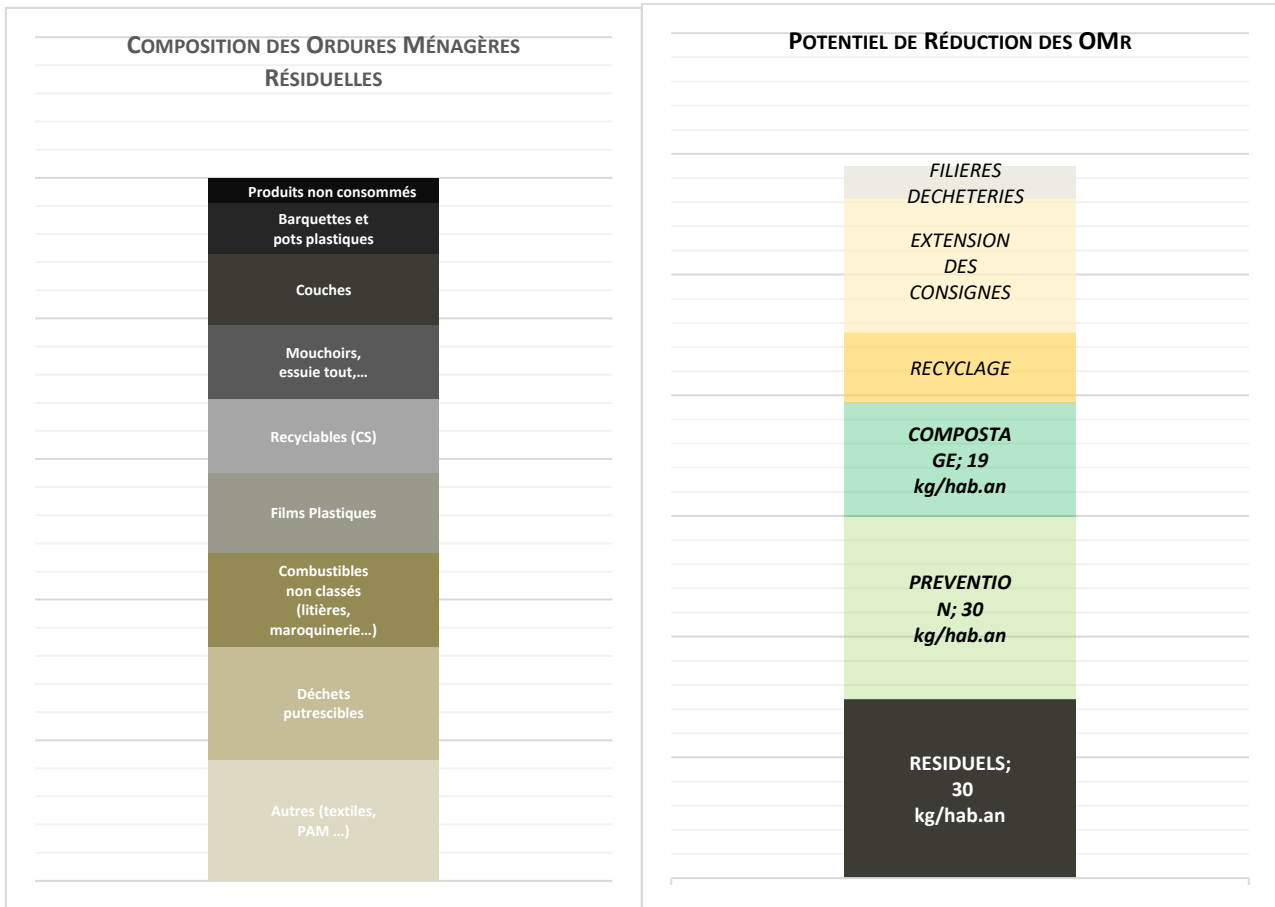 COMPOSITION DES ORDURES MÉNAGÈRES
RÉSIDUELLES
Produits non consommés
Barquettes et
pots plastiques
Couches
Mouchoirs,
essuie tout,...
Recyclables (CS)
Films Plastiques
Combustibles
non classés
(litières,
maroquinerie...)
Déchets
putrescibles
Autres (textiles,
PAM ...)
POTENTIEL DE RÉDUCTION DES OMR
FILIERES
DECHETERIES
EXTENSION
DES
CONSIGNES
RECYCLAGE
COMPOSTA
GE; 19
kg/hab.an
PREVENTIO
N; 30
kg/hab.an
RESIDUELS;
30
kg/hab.an